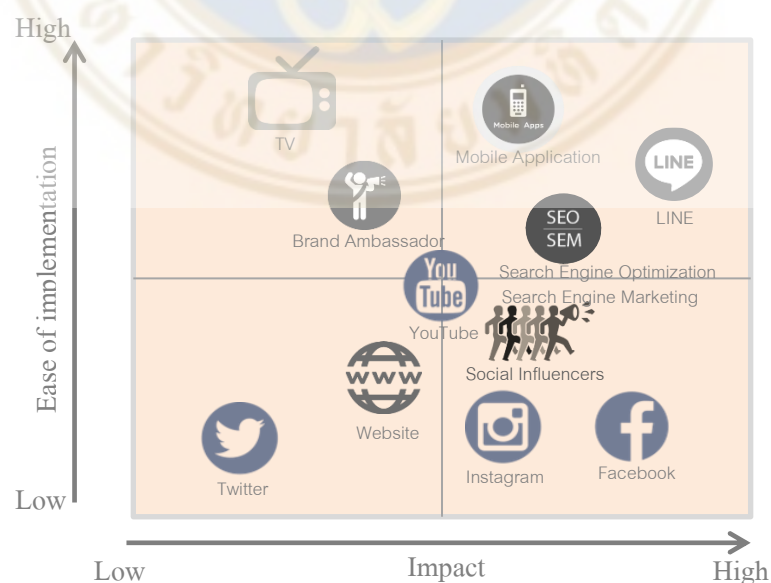 High
TV
Mobile Apps
Mobile Application
LINE
LINE
Brand Ambassador
SEO
SEM
Search Engine Optimization
Search Engine Marketing
You
Tube
YouTube
Social Influencers
www
Website
Twitter
Instagram
Facebook
Ease of implementation
Low
Low
Impact
High